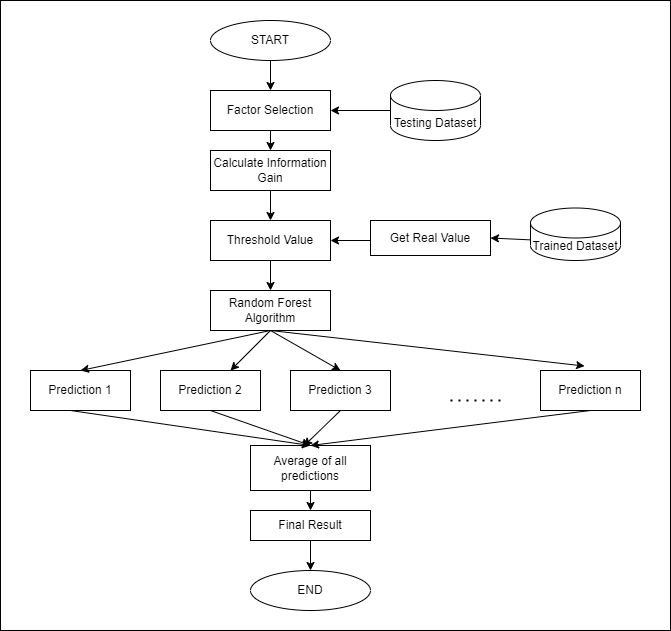 START
Factor Selection
Testing Dataset
Calculate Information
Gain
Threshold Value
Get Real Value
Trained Dataset
Random Forest
Algorithm
Prediction 1
Prediction 2
Prediction 3
.......
Prediction n
Average of all
predictions
Final Result
END